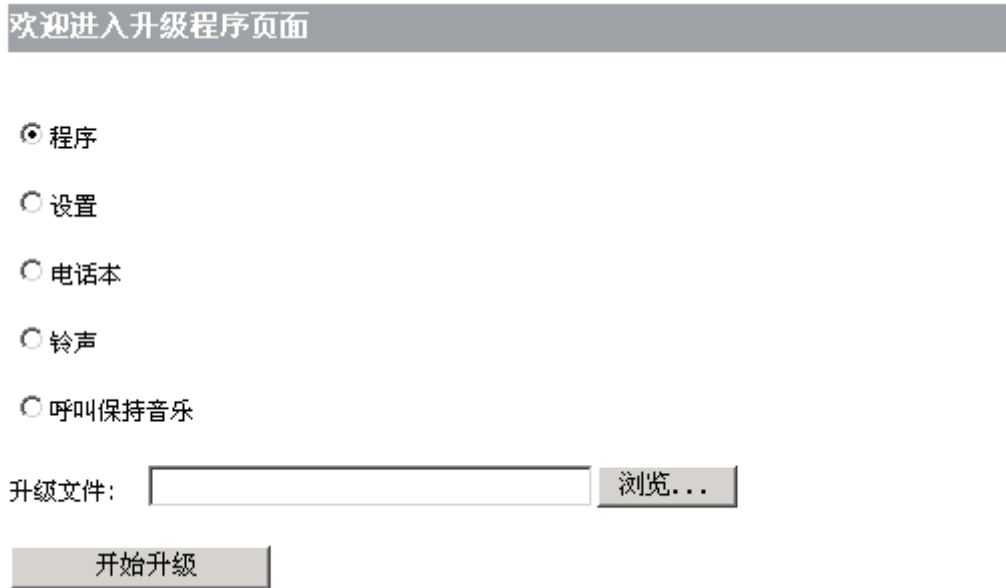 欢迎进入升级程序页面
程序
设置
电话本
铃声
呼叫保持音乐
升级文件: 浏览...
开始升级